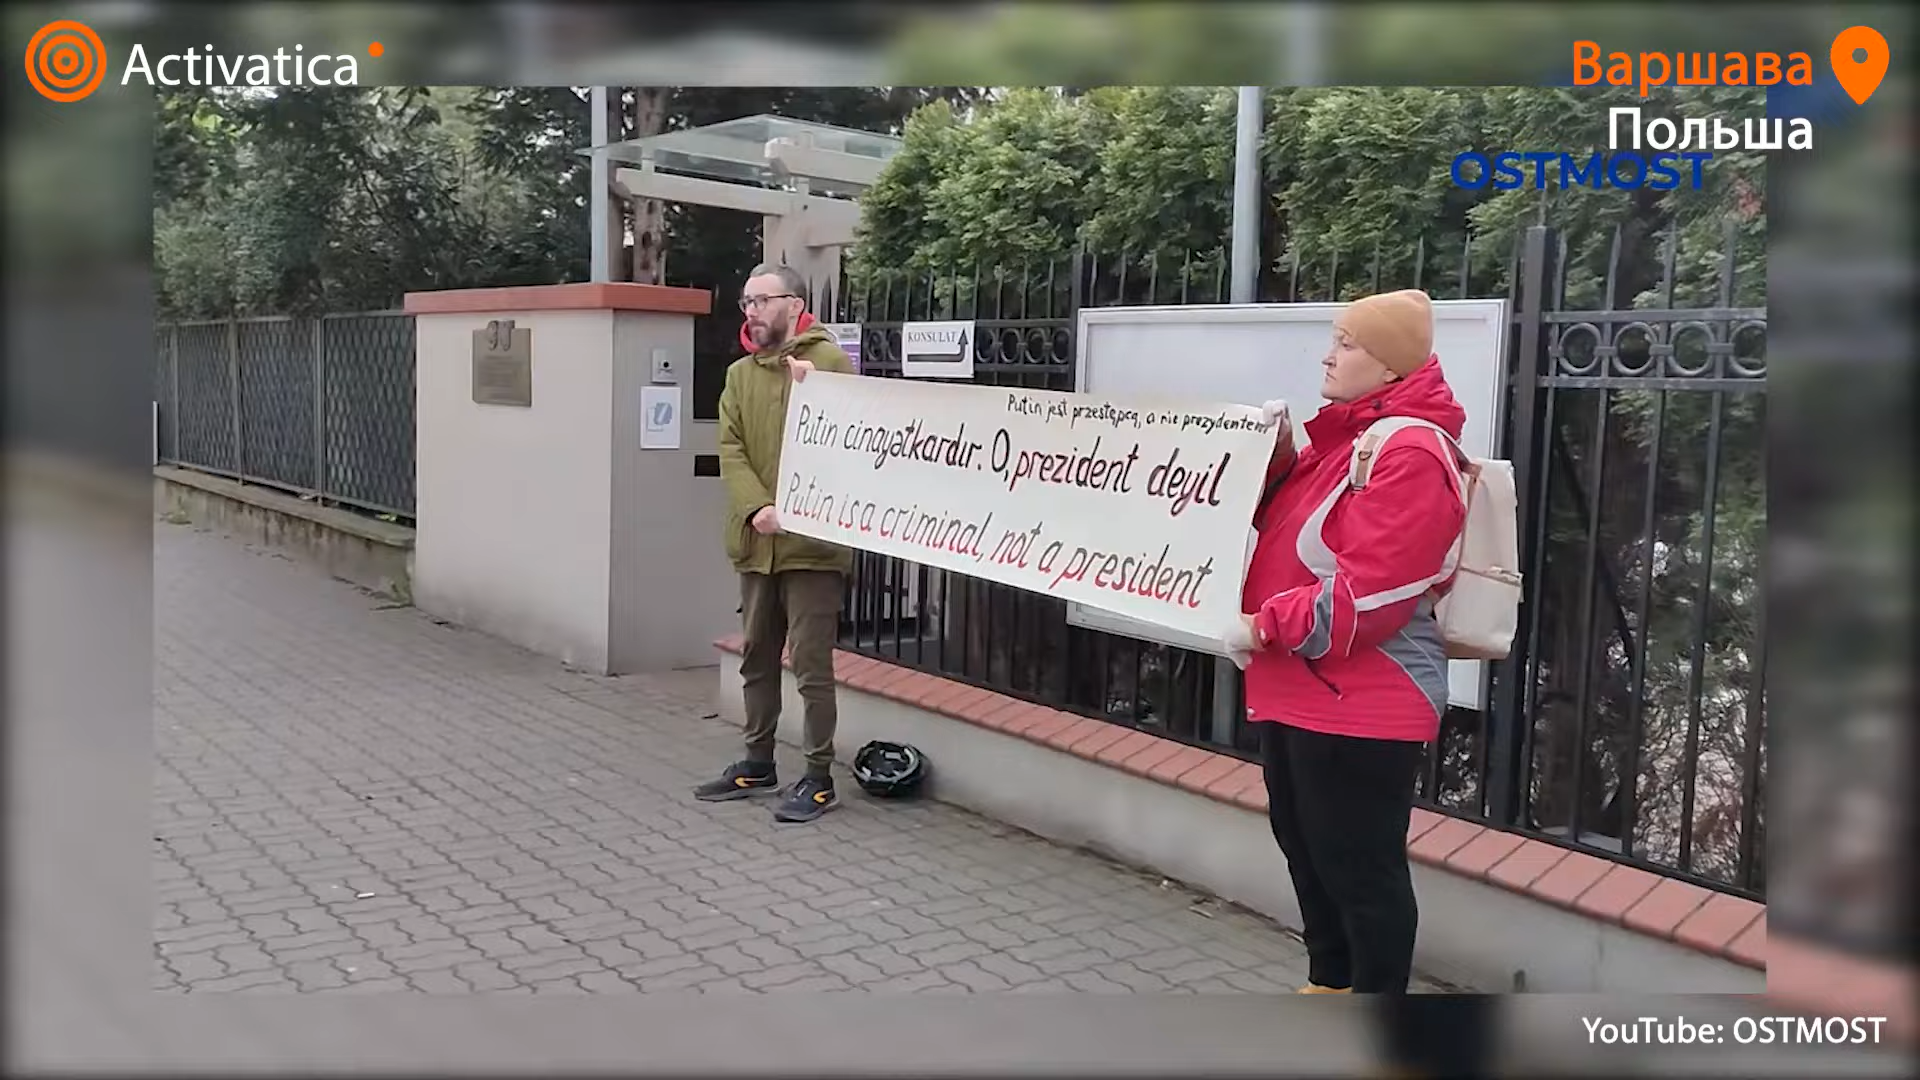 Activatica
Варшава
Польша
OSTMOST
KONSULAT
Putin jest przestępcą, a nie prezydentem
Putin cinayətkardır. O, prezident deyil
Putin is a criminal, not a president
YouTube: OSTMOST